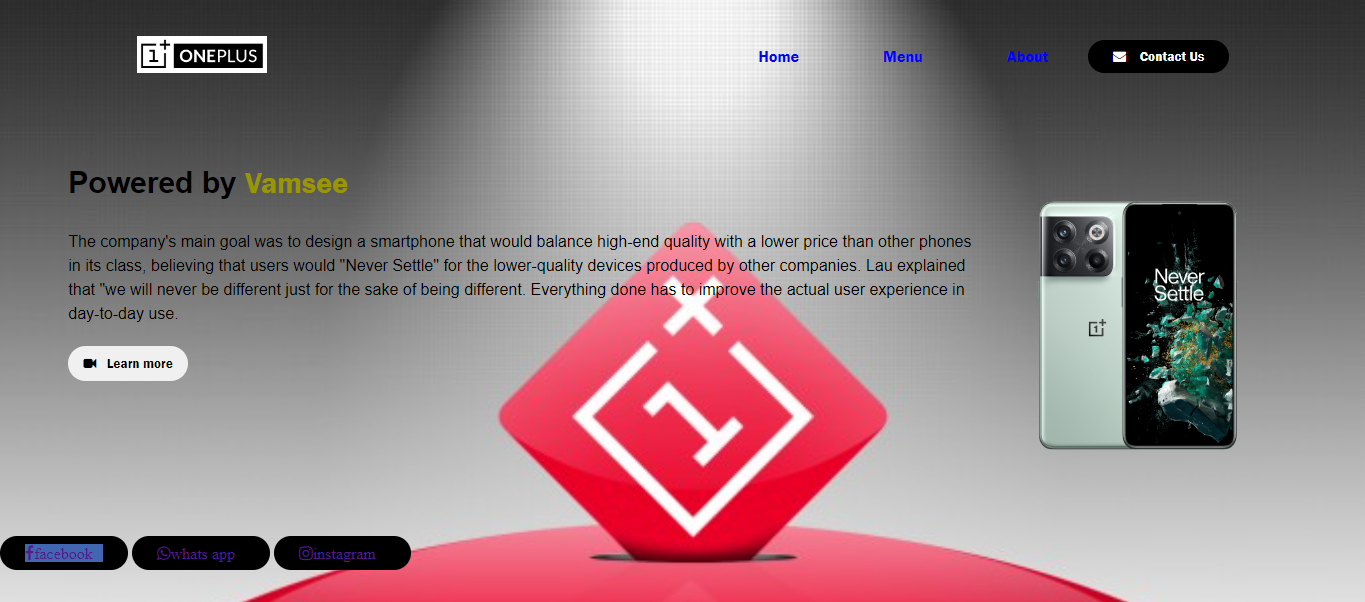 1+ ONEPLUS
Home Menu About Contact Us
Powered by Vamsee
The company's main goal was to design a smartphone that would balance high-end quality with a lower price than other phones
in its class, believing that users would "Never Settle" for the lower-quality devices produced by other companies. Lau explained
that "we will never be different just for the sake of being different. Everything done has to improve the actual user experience in
day-to-day use.
Learn more
Never
Settle
1+
1+
facebook whats app instagram